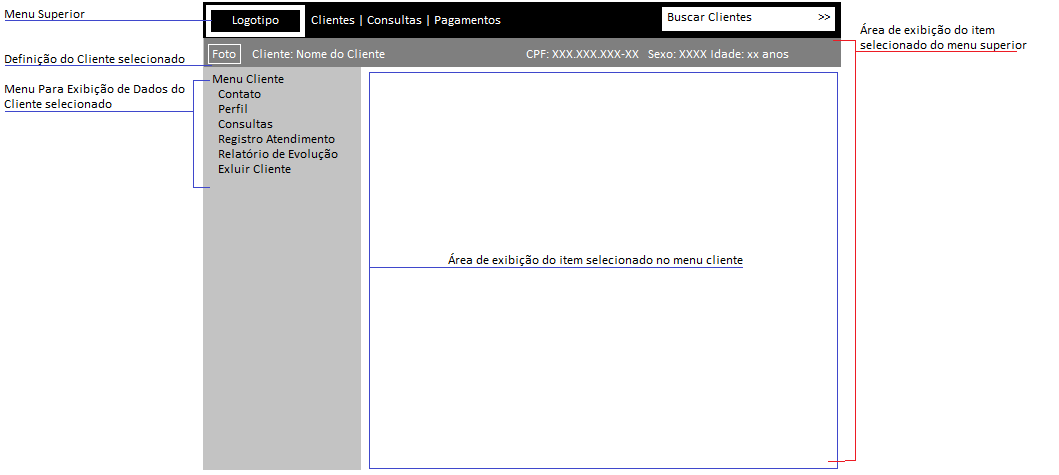 Menu Superior
Logotipo
Clientes | Consultas | Pagamentos
Buscar Clientes >>
Área de exibição do item
selecionado do menu superior
Definição do Cliente selecionado
Foto
Cliente: Nome do Cliente
CPF: XXX.XXX.XXX-XX Sexo: XXXX Idade: xx anos
Menu Para Exibição de Dados do
Cliente selecionado
Menu Cliente
Contato
Perfil
Consultas
Registro Atendimento
Relatório de Evolução
Exluir Cliente
Área de exibição do item selecionado no menu cliente